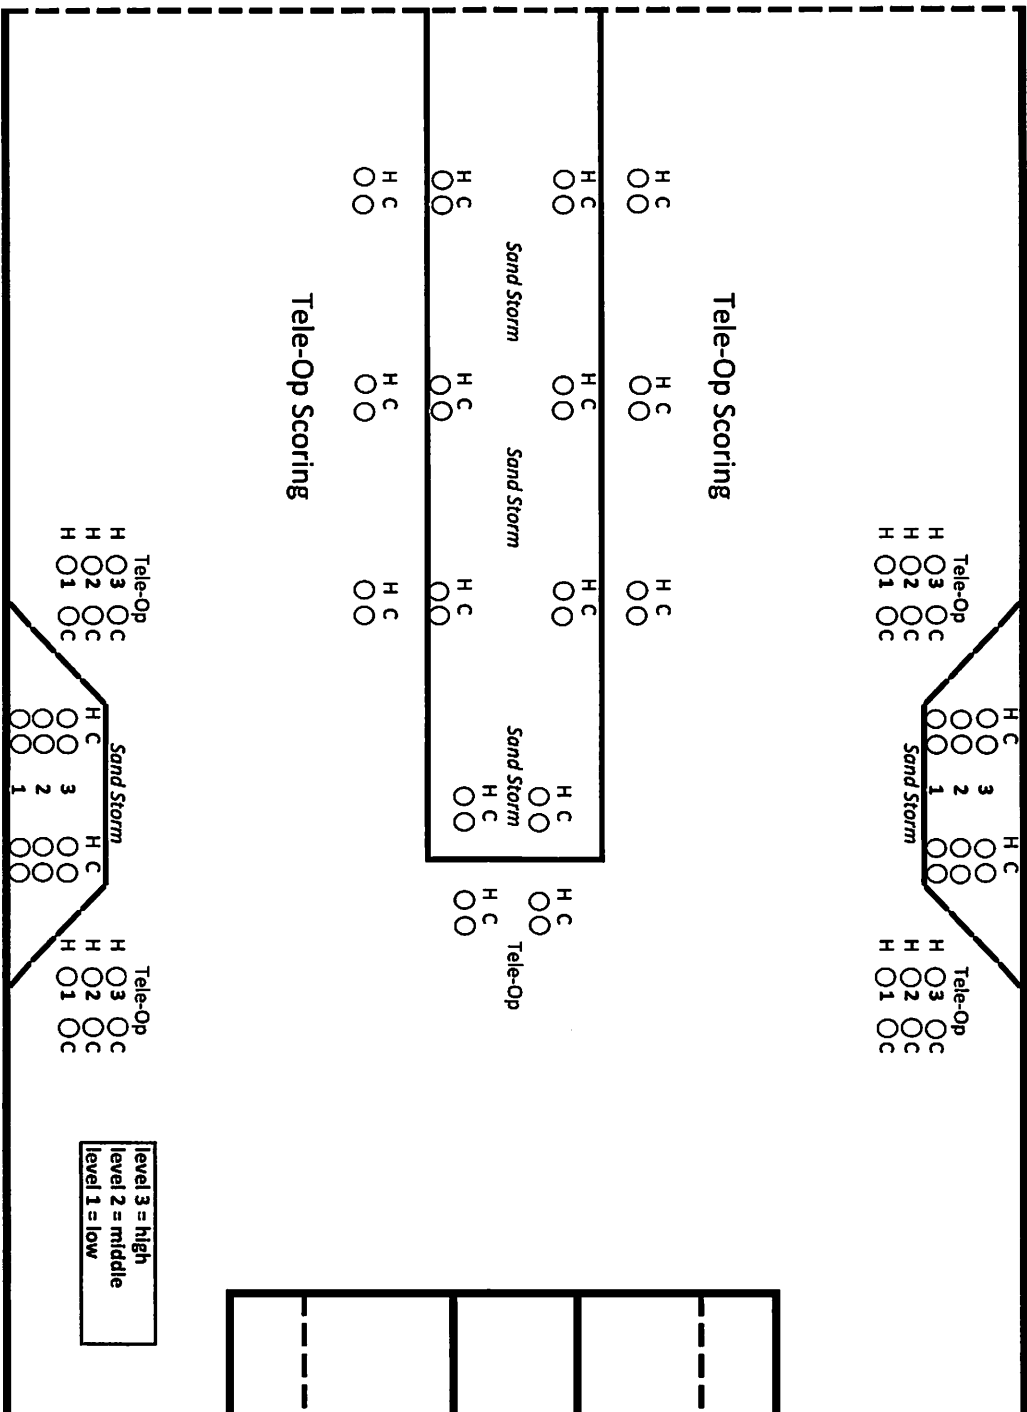 H C H C
3
Tele-Op 2 Tele-Op
H 3 C 1 H 3 C
H 2 C Sand Storm H 2 C
H 1 C H 1 C
Tele-Op Scoring
H C H C H C
H C H C H C
H C H C
Sand Storm Sand Storm Sand Storm Tele-Op
H C H C
H C H C H C
H C H C H C
Tele-Op Scoring
Tele-Op Tele-Op
H 3 C Sand Storm H 3 C
H 2 C H C H C H 2 C
H 1 C 3 H 1 C
2
1
level 3 = high
level 2 = middle
level 1 = low